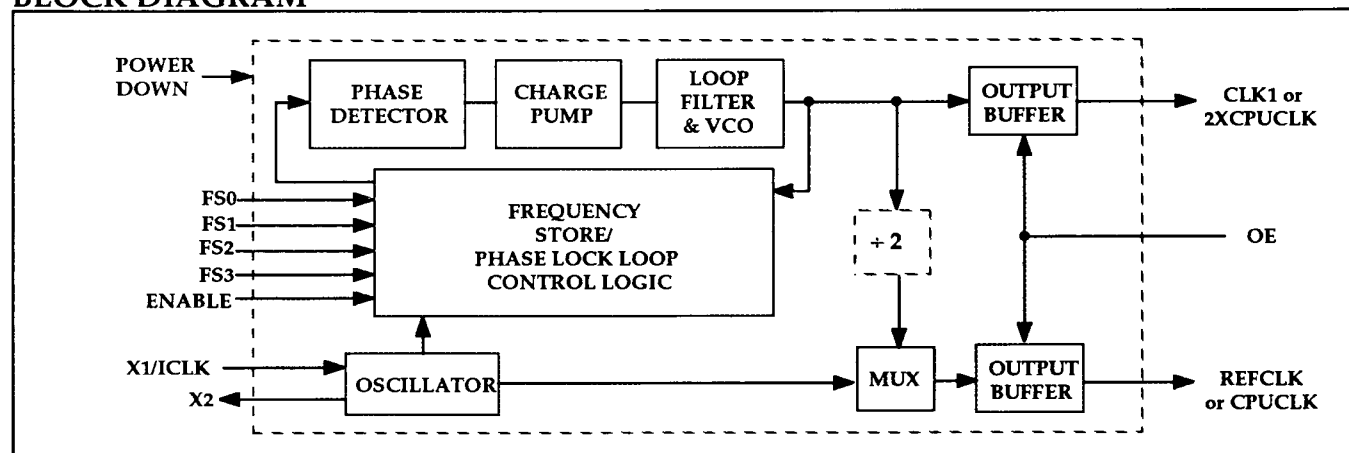 BLOCK DIAGRAM
POWER
DOWN
PHASE
DETECTOR
CHARGE
PUMP
LOOP
FILTER
& VCO
OUTPUT
BUFFER
CLK1 or
2XCPUCLK
FS0
FS1
FS2
FS3
ENABLE
FREQUENCY
STORE/
PHASE LOCK LOOP
CONTROL LOGIC
÷ 2
OE
X1/ICLK
X2
OSCILLATOR
MUX
OUTPUT
BUFFER
REFCLK
or CPUCLK